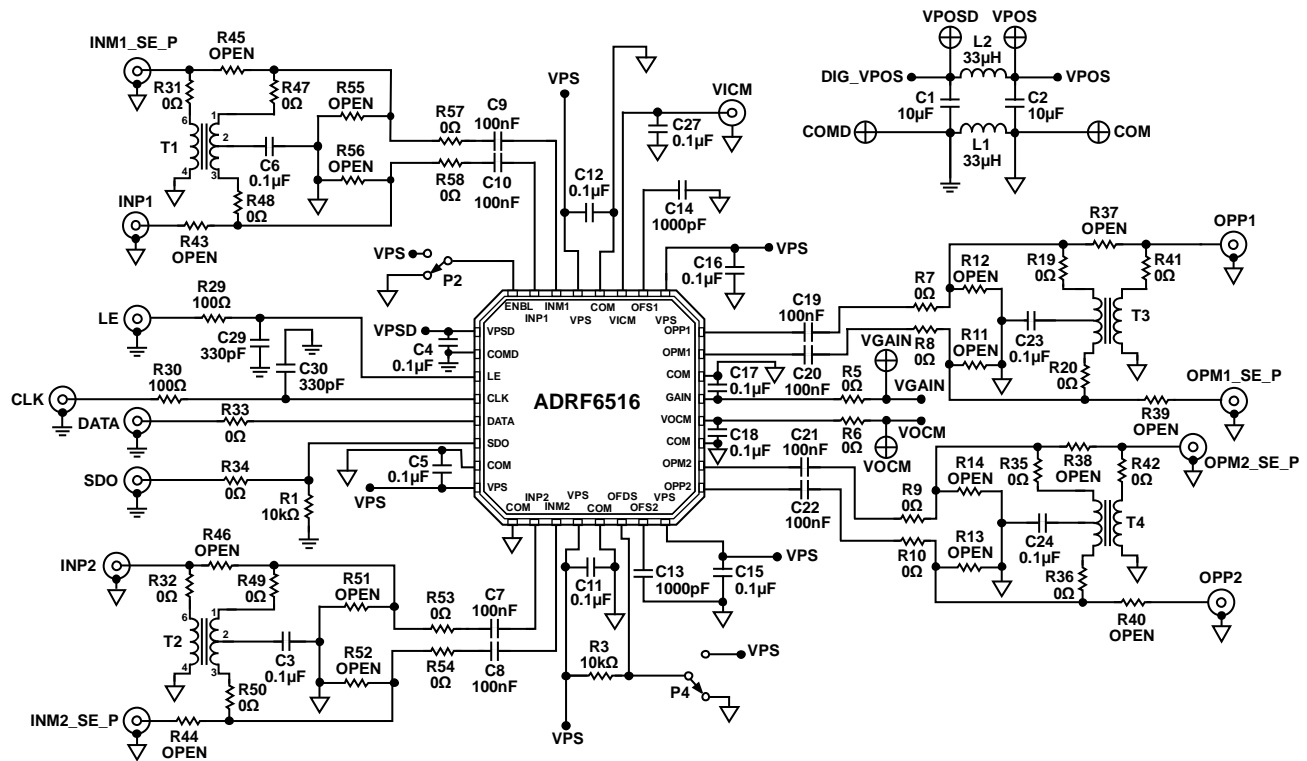 VPOSD VPOS
L2
33µH
DIG_VPOS
VPOS
C1
10µF
C2
10µF
COMD
L1
33µH
COM
INM1_SE_P
R45
OPEN
R31
0Ω
R47
0Ω
R55
OPEN
6
1
2
T1
4
3
C6
0.1µF
R56
OPEN
R48
0Ω
INP1
R43
OPEN
R57
0Ω
C9
100nF
R58
0Ω
C10
100nF
VPS
C12
0.1µF
VICM
C27
0.1µF
C14
1000pF
VPS
P2
C16
0.1µF
VPS
LE
R29
100Ω
C29
330pF
C30
330pF
CLK
R30
100Ω
DATA
R33
0Ω
SDO
R34
0Ω
R1
10kΩ
VPSD
C4
0.1µF
C5
0.1µF
VPS
ADRF6516
ENBL
INP1
INM1
VPS
COM
VICM
OFS1
VPS
VPSD
COMD
LE
CLK
DATA
SDO
COM
VPS
COM
INP2
INM2
VPS
COM
OFDS
OFS2
VPS
OPP1
OPM1
COM
GAIN
VOCM
COM
OPM2
OPP2
C19
100nF
C20
100nF
R7
0Ω
R8
0Ω
R12
OPEN
R11
OPEN
R19
0Ω
R37
OPEN
R41
0Ω
OPP1
C23
0.1µF
T3
R20
0Ω
R39
OPEN
OPM1_SE_P
C17
0.1µF
R5
0Ω
VGAIN
VGAIN
C18
0.1µF
R6
0Ω
VOCM
VOCM
C21
100nF
C22
100nF
R9
0Ω
R10
0Ω
R14
OPEN
R13
OPEN
R35
0Ω
R38
OPEN
R42
0Ω
OPM2_SE_P
C24
0.1µF
T4
R36
0Ω
R40
OPEN
OPP2
INP2
R46
OPEN
R32
0Ω
R49
0Ω
R51
OPEN
6
1
2
T2
4
3
C3
0.1µF
R52
OPEN
R50
0Ω
INM2_SE_P
R44
OPEN
R53
0Ω
C7
100nF
R54
0Ω
C8
100nF
C11
0.1µF
C13
1000pF
C15
0.1µF
VPS
R3
10kΩ
VPS
P4
VPS